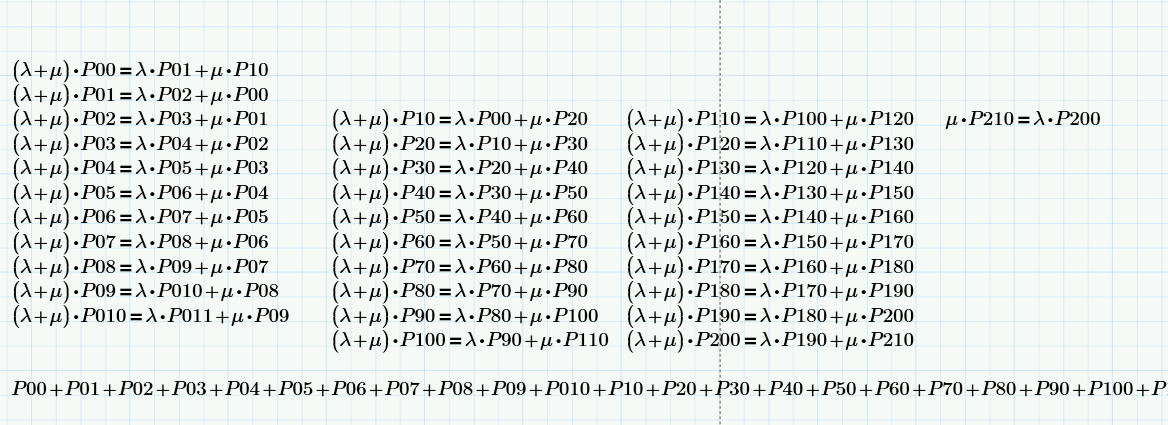 (λ+μ)·P00=λ·P01+μ·P10
(λ+μ)·P01=λ·P02+μ·P00
(λ+μ)·P02=λ·P03+μ·P01
(λ+μ)·P03=λ·P04+μ·P02
(λ+μ)·P04=λ·P05+μ·P03
(λ+μ)·P05=λ·P06+μ·P04
(λ+μ)·P06=λ·P07+μ·P05
(λ+μ)·P07=λ·P08+μ·P06
(λ+μ)·P08=λ·P09+μ·P07
(λ+μ)·P09=λ·P010+μ·P08
(λ+μ)·P010=λ·P011+μ·P09
(λ+μ)·P10=λ·P00+μ·P20
(λ+μ)·P20=λ·P10+μ·P30
(λ+μ)·P30=λ·P20+μ·P40
(λ+μ)·P40=λ·P30+μ·P50
(λ+μ)·P50=λ·P40+μ·P60
(λ+μ)·P60=λ·P50+μ·P70
(λ+μ)·P70=λ·P60+μ·P80
(λ+μ)·P80=λ·P70+μ·P90
(λ+μ)·P90=λ·P80+μ·P100
(λ+μ)·P100=λ·P90+μ·P110
(λ+μ)·P110=λ·P100+μ·P120
(λ+μ)·P120=λ·P110+μ·P130
(λ+μ)·P130=λ·P120+μ·P140
(λ+μ)·P140=λ·P130+μ·P150
(λ+μ)·P150=λ·P140+μ·P160
(λ+μ)·P160=λ·P150+μ·P170
(λ+μ)·P170=λ·P160+μ·P180
(λ+μ)·P180=λ·P170+μ·P190
(λ+μ)·P190=λ·P180+μ·P200
(λ+μ)·P200=λ·P190+μ·P210
μ·P210=λ·P200
P00+P01+P02+P03+P04+P05+P06+P07+P08+P09+P010+P10+P20+P30+P40+P50+P60+P70+P80+P90+P100+P